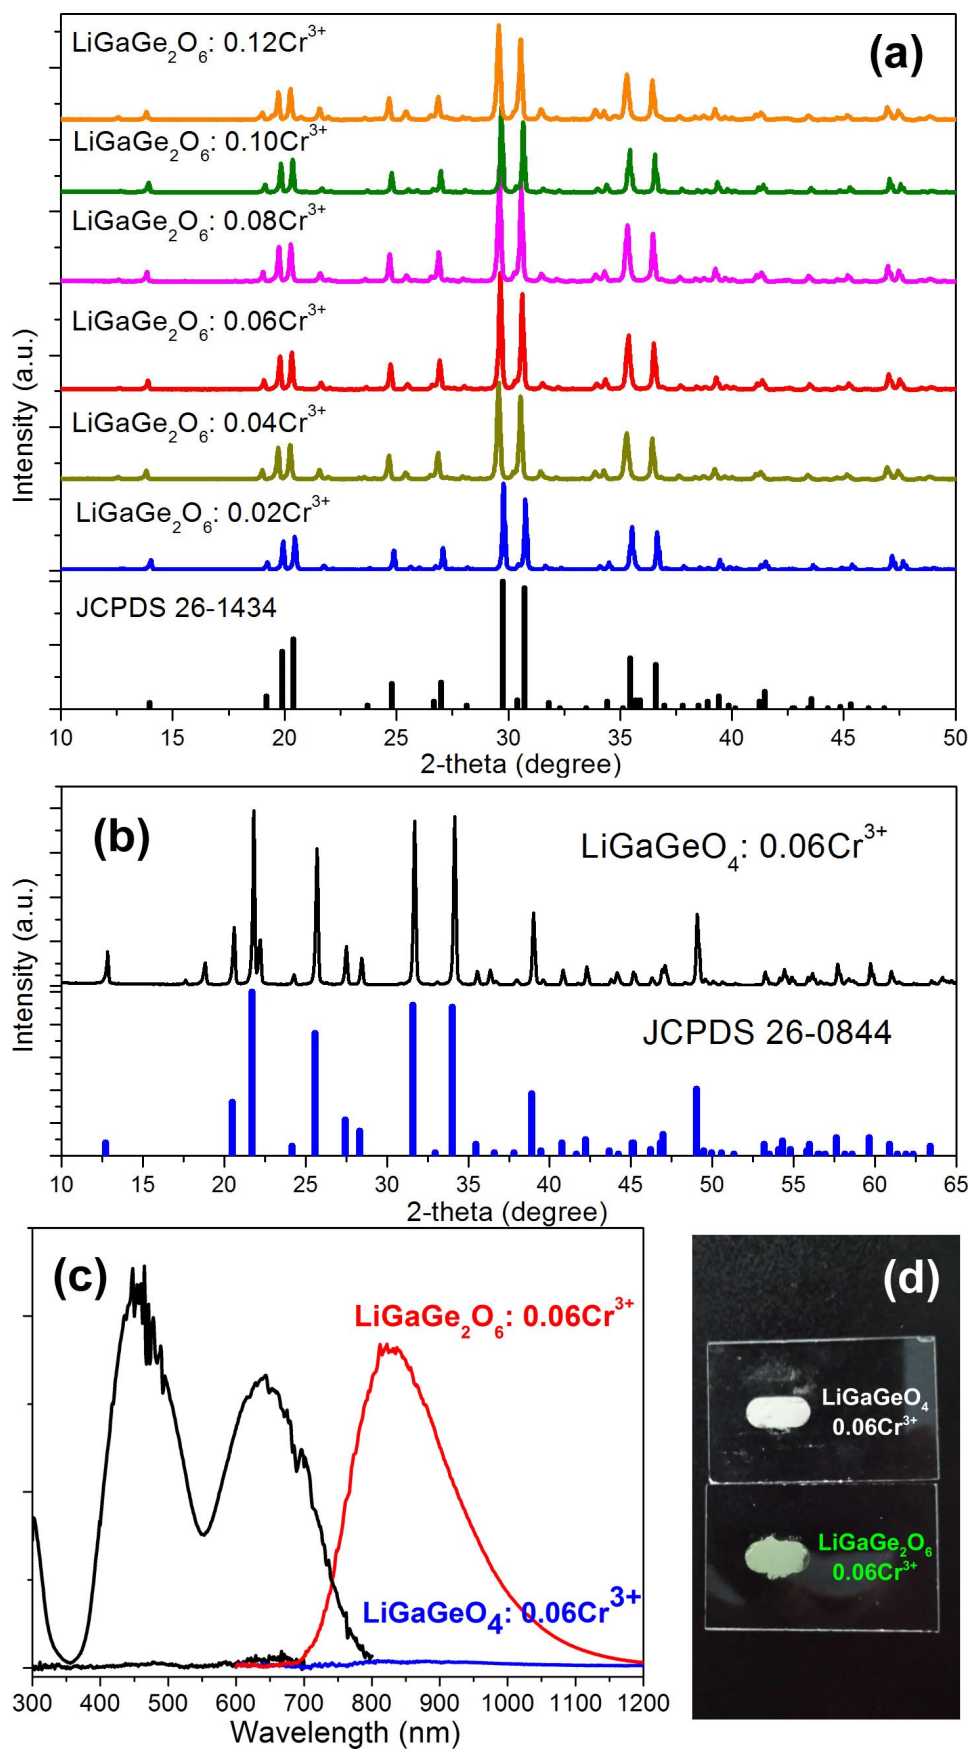 (a)
LiGaGe₂O₆: 0.12Cr³⁺
LiGaGe₂O₆: 0.10Cr³⁺
LiGaGe₂O₆: 0.08Cr³⁺
LiGaGe₂O₆: 0.06Cr³⁺
LiGaGe₂O₆: 0.04Cr³⁺
LiGaGe₂O₆: 0.02Cr³⁺
JCPDS 26-1434
Intensity (a.u.)
10 15 20 25 30 35 40 45 50
2-theta (degree)
(b)
LiGaGeO₄: 0.06Cr³⁺
JCPDS 26-0844
Intensity (a.u.)
10 15 20 25 30 35 40 45 50 55 60 65
2-theta (degree)
(c)
LiGaGe₂O₆: 0.06Cr³⁺
LiGaGeO₄: 0.06Cr³⁺
300 400 500 600 700 800 900 1000 1100 1200
Wavelength (nm)
(d)
LiGaGeO₄
0.06Cr³⁺
LiGaGe₂O₆
0.06Cr³⁺